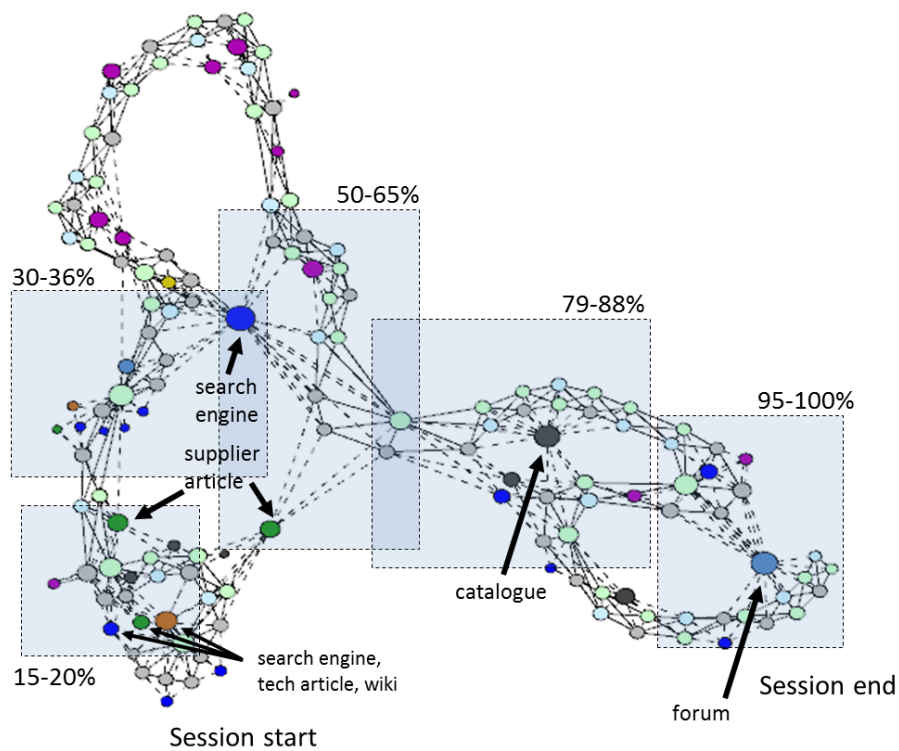 50-65%
30-36%
79-88%
search
engine
95-100%
supplier
article
catalogue
search engine,
tech article, wiki
15-20%
Session end
forum
Session start